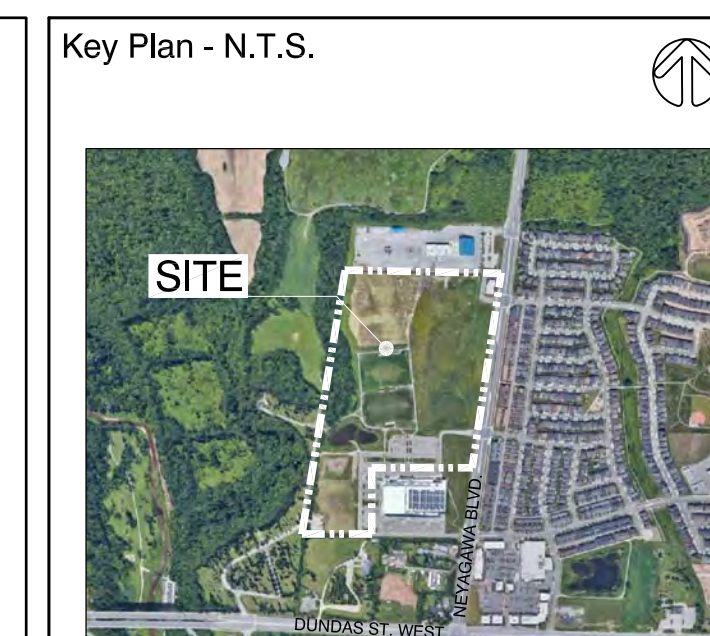 Key Plan - N.T.S.
SITE
NEYAGAWA BLVD.
DUNDAS ST. WEST